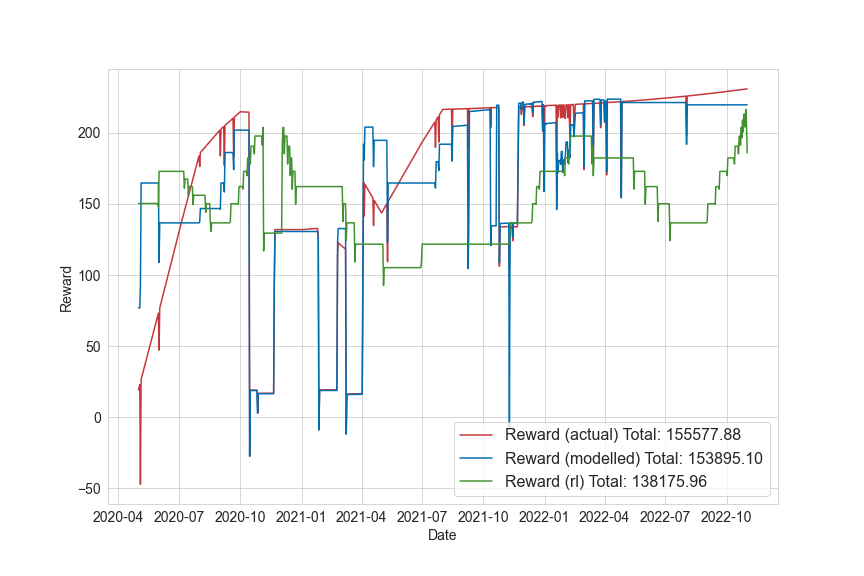 200
150
100
50
0
−50
Reward
2020-04 2020-07 2020-10 2021-01 2021-04 2021-07 2021-10 2022-01 2022-04 2022-07 2022-10
Date
Reward (actual) Total: 155577.88
Reward (modelled) Total: 153895.10
Reward (rl) Total: 138175.96